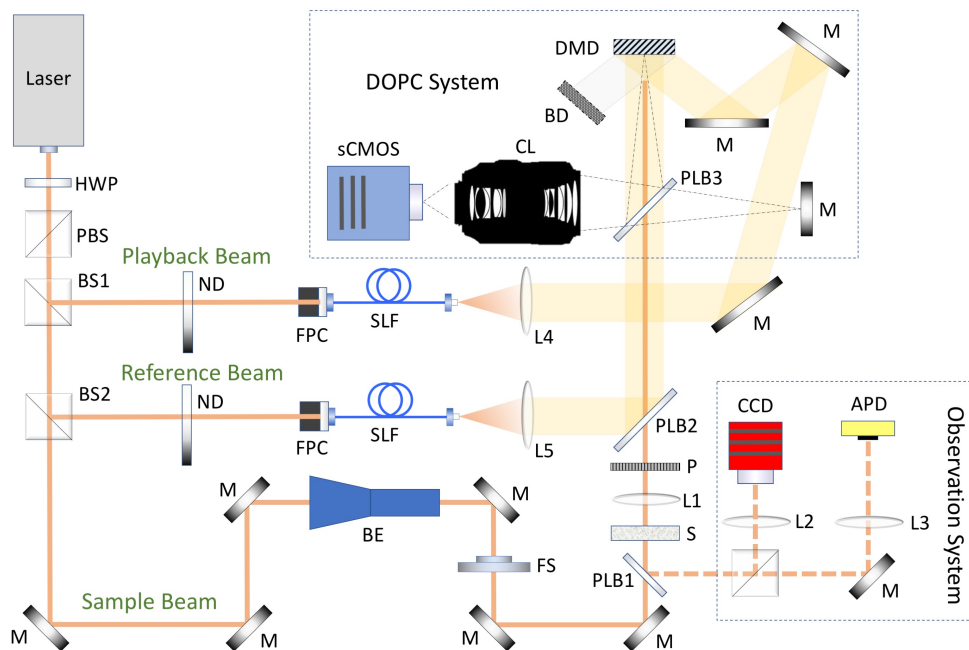 Laser
HWP
PBS
BS1
Playback Beam
ND
FPC
SLF
L4
M
BS2
Reference Beam
ND
FPC
SLF
L5
PLB2
DOPC System
DMD
BD
M
M
sCMOS
CL
PLB3
M
P
L1
S
PLB1
M
BE
M
FS
Sample Beam
M
M
M
M
CCD
APD
L2
L3
M
Observation System